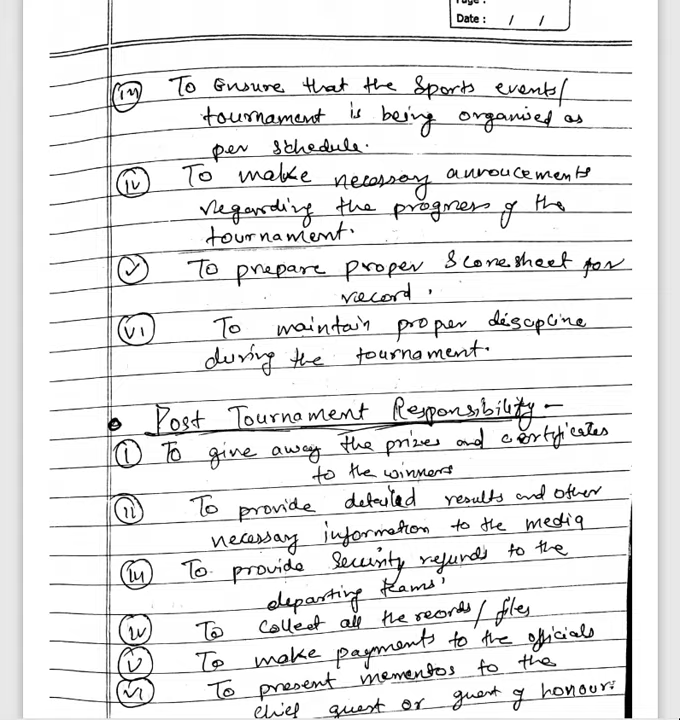 Page :
Date : / /
(iii) To Ensure that the Sports events/
tournament is being organised as
per schedule.
(iv) To make necessay annoucements
regarding the progress of the
tournament.
(v) To prepare proper Scoresheet for
record.
(vi) To maintain proper discipline
during the tournament.
• Post Tournament Responsibility –
(i) To give away the prizes and certificates
to the winners
(ii) To provide detailed results and other
necessary information to the media
(iii) To provide Security refunds to the
departing teams.
(iv) To collect all the records/files
(v) To make payments to the officials
(vi) To present mementos to the
chief guest or guest of honour.